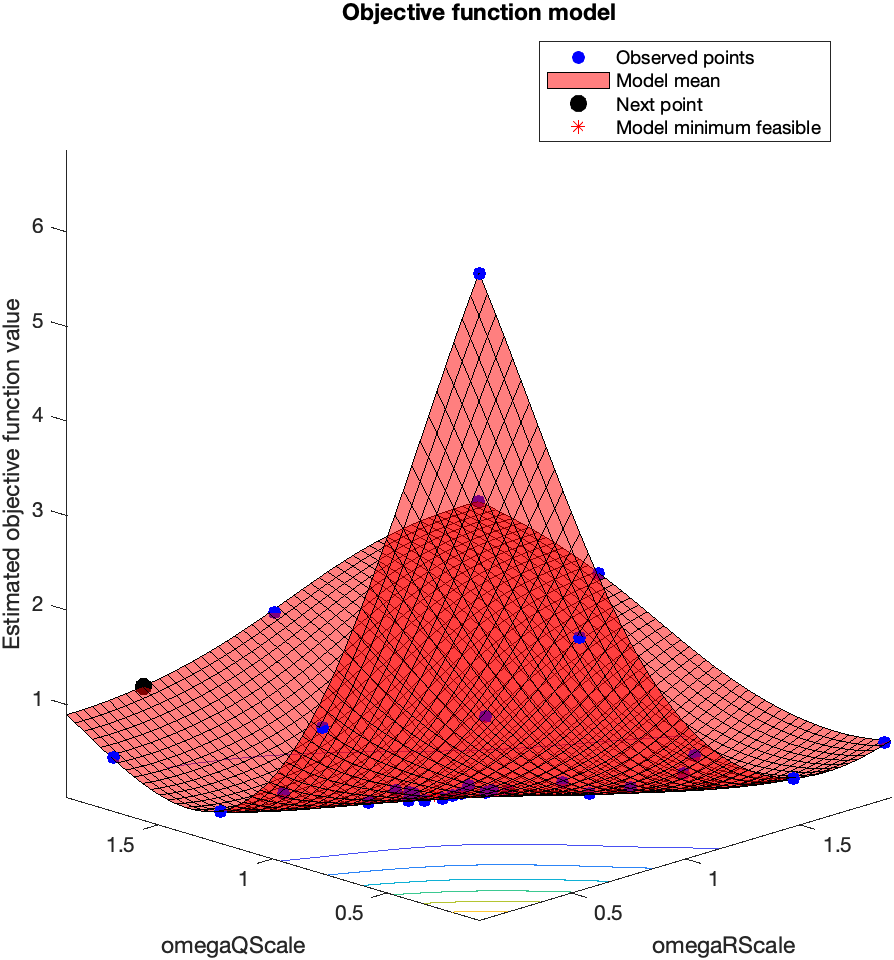 Objective function model
Observed points
Model mean
Next point
Model minimum feasible
Estimated objective function value
6
5
4
3
2
1
1.5
1
0.5
0.5
1
1.5
omegaQScale
omegaRScale